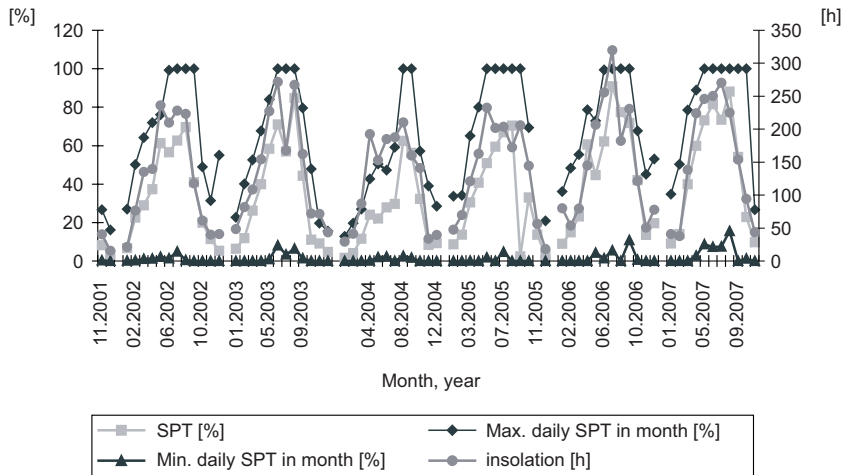 [%] [h]
120 350
100 300
80 250
60 200
40 150
20 100
0 50
0
11.2001 02.2002 06.2002 10.2002 01.2003 05.2003 09.2003 04.2004 08.2004 12.2004 03.2005 07.2005 11.2005 02.2006 06.2006 10.2006 01.2007 05.2007 09.2007
Month, year
SPT [%] Max. daily SPT in month [%]
Min. daily SPT in month [%] insolation [h]